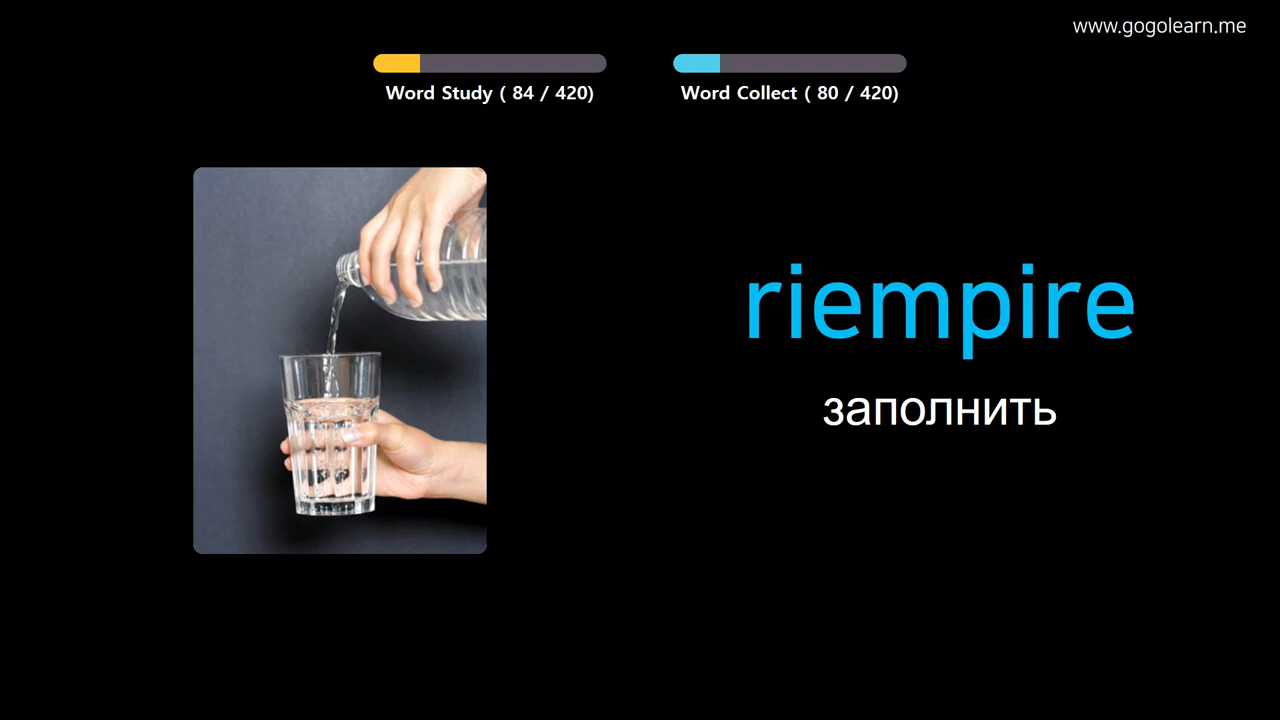 www.gogolearn.me
Word Study ( 84 / 420)
Word Collect ( 80 / 420)
riempire
заполнить